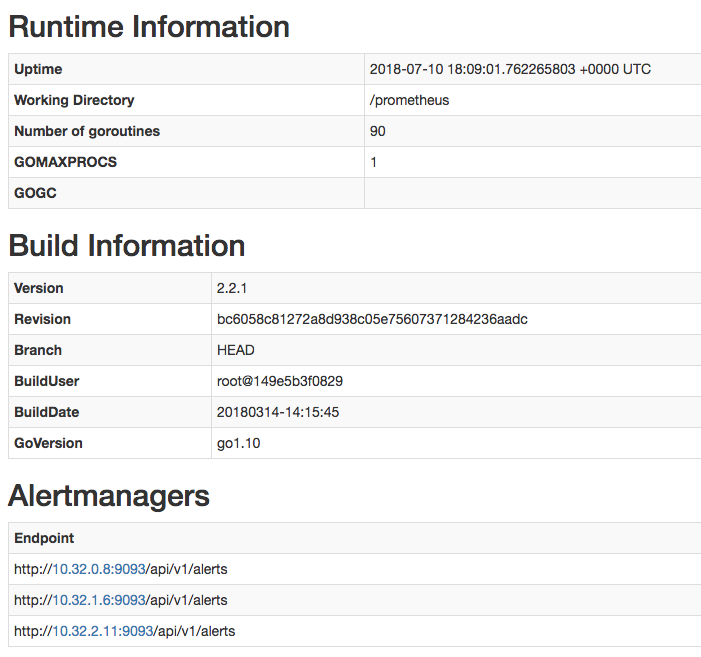 Runtime Information
Uptime 2018-07-10 18:09:01.762265803 +0000 UTC
Working Directory /prometheus
Number of goroutines 90
GOMAXPROCS 1
GOGC
Build Information
Version 2.2.1
Revision bc6058c81272a8d938c05e75607371284236aadc
Branch HEAD
BuildUser root@149e5b3f0829
BuildDate 20180314-14:15:45
GoVersion go1.10
Alertmanagers
Endpoint
http://10.32.0.8:9093/api/v1/alerts
http://10.32.1.6:9093/api/v1/alerts
http://10.32.2.11:9093/api/v1/alerts